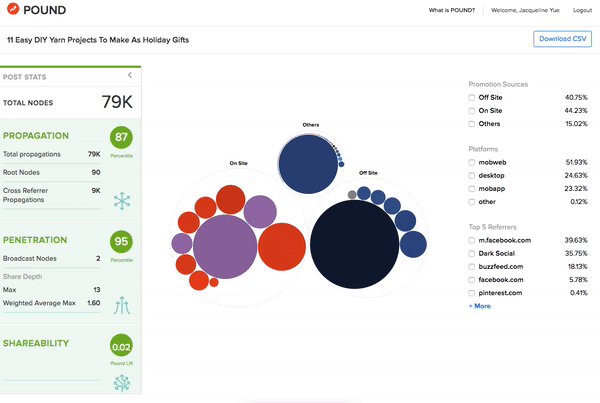 POUND
What is POUND?
Welcome, Jacqueline Yue
Logout
11 Easy DIY Yarn Projects To Make As Holiday Gifts
Download CSV
POST STATS
TOTAL NODES 79K
PROPAGATION 87
Percentile
Total propagations 79K
Root Nodes 90
Cross Referrer 9K
Propagations
PENETRATION 95
Percentile
Broadcast Nodes 2
Share Depth
Max 13
Weighted Average Max 1.60
SHAREABILITY 0.02
Pound Lift
Others
On Site
Off Site
Promotion Sources
Off Site 40.75%
On Site 44.23%
Others 15.02%
Platforms
mobweb 51.93%
desktop 24.63%
mobapp 23.32%
other 0.12%
Top 5 Referrers
m.facebook.com 39.63%
Dark Social 35.75%
buzzfeed.com 18.13%
facebook.com 5.78%
pinterest.com 0.41%
+ More